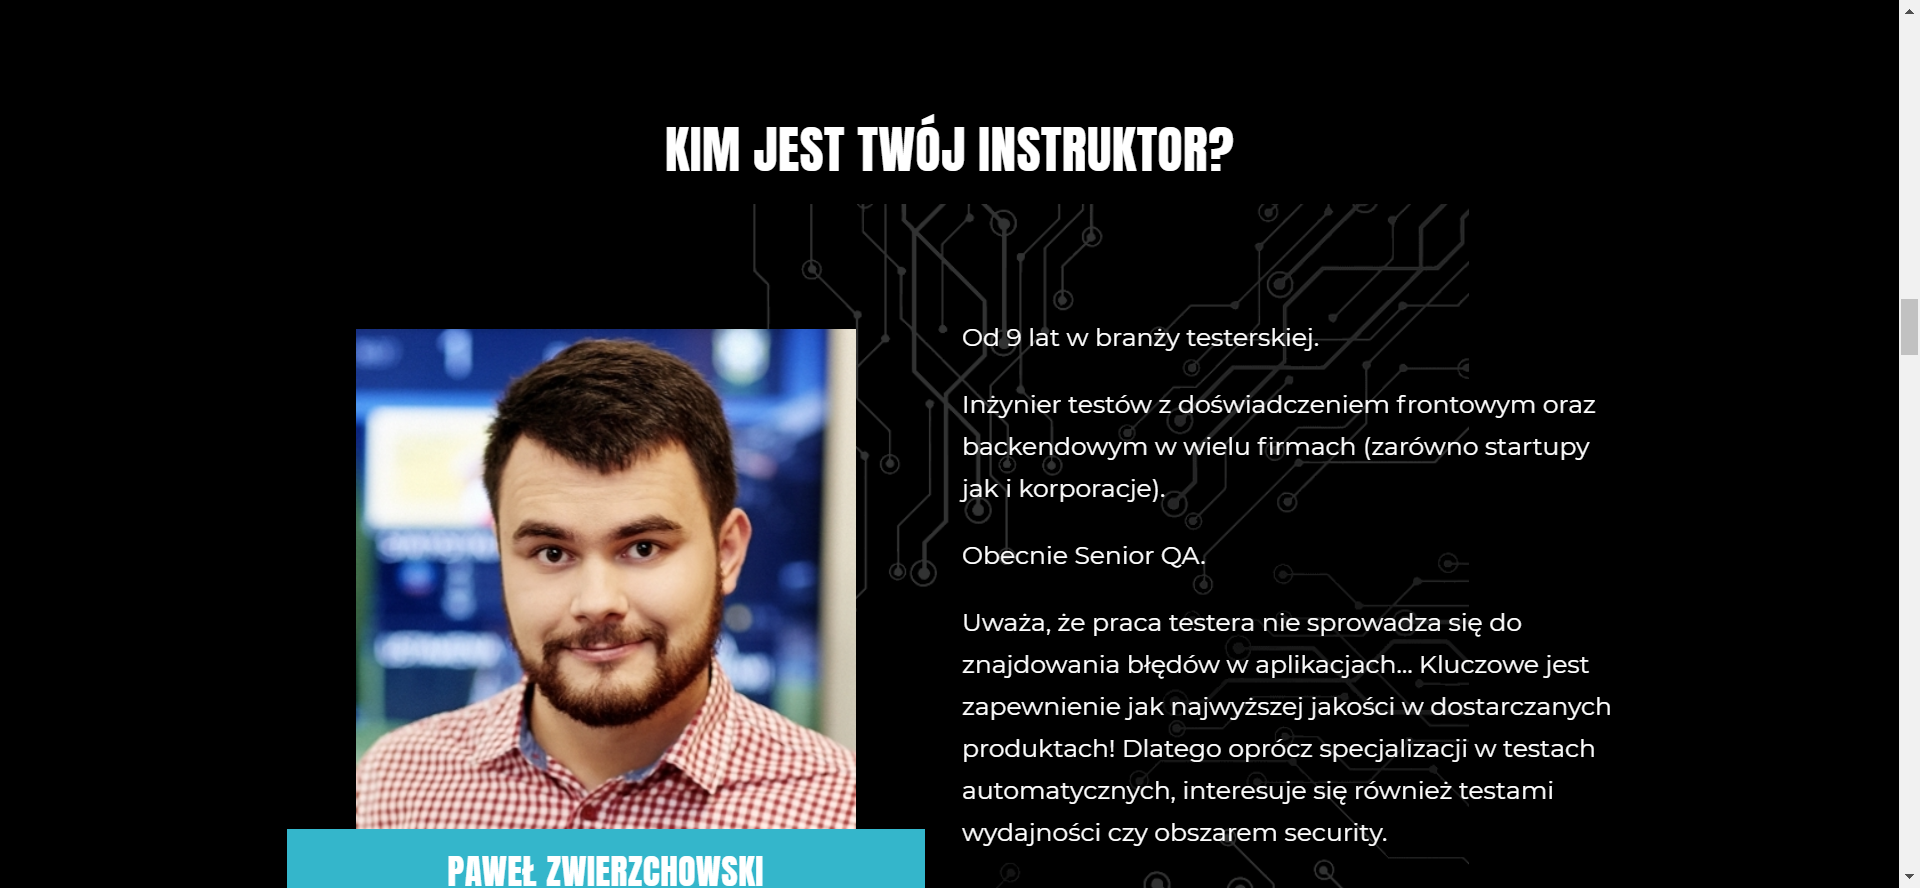 KIM JEST TWÓJ INSTRUKTOR?
Od 9 lat w branży testerskiej.
Inżynier testów z doświadczeniem frontowym oraz
backendowym w wielu firmach (zarówno startupy
jak i korporacje).
Obecnie Senior QA.
Uważa, że praca testera nie sprowadza się do
znajdowania błędów w aplikacjach... Kluczowe jest
zapewnienie jak najwyższej jakości w dostarczanych
produktach! Dlatego oprócz specjalizacji w testach
automatycznych, interesuje się również testami
wydajności czy obszarem security.
PAWEŁ ZWIERZCHOWSKI